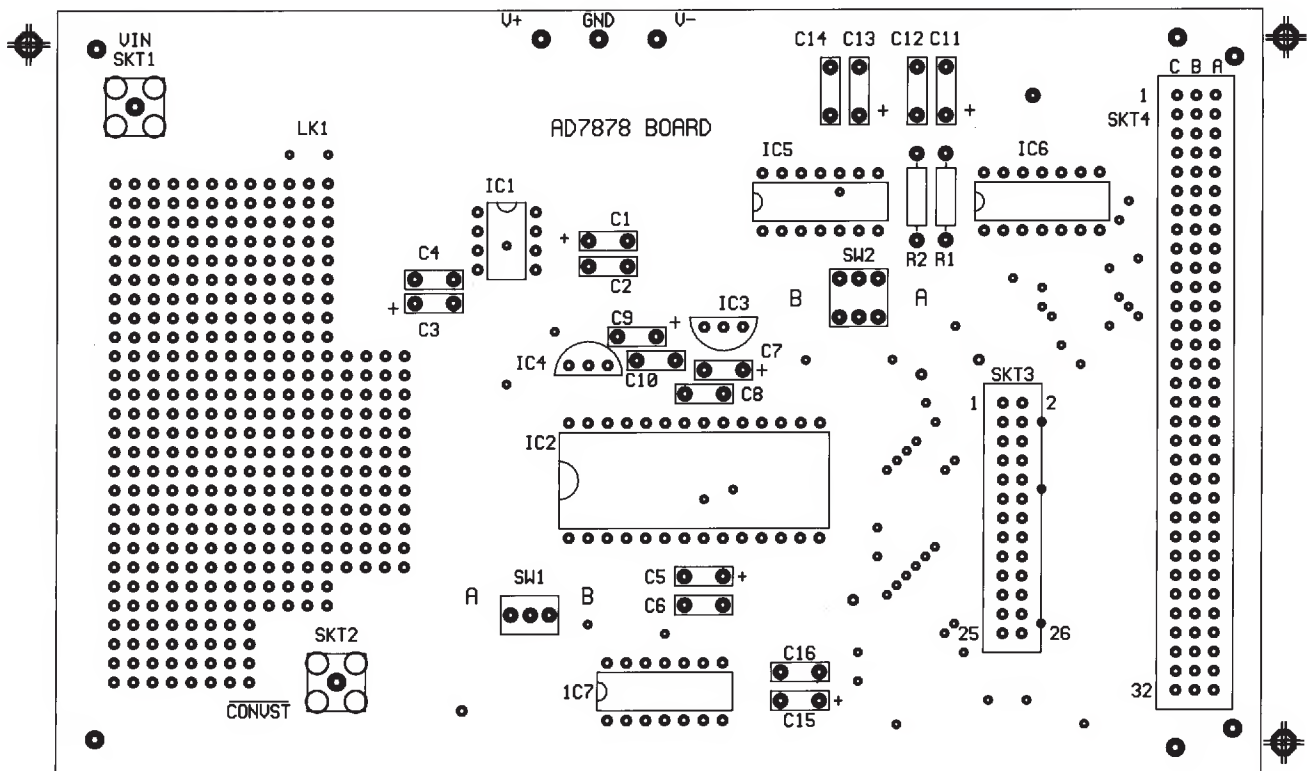 V+ GND V-
VIN
SKT1
C14 C13 C12 C11
+ +
C B A
1
SKT4
LK1
AD7878 BOARD
IC5 IC6
IC1
C1
+
C4
C2
R2 R1
SW2
B A
+
C3
C9 +
IC3
IC4
C10
C7
+
C8
SKT3
1 2
IC2
C5 +
SW1
A B
C6
25 26
SKT2
C16
1C7
C15 +
32
C̅O̅N̅V̅S̅T̅